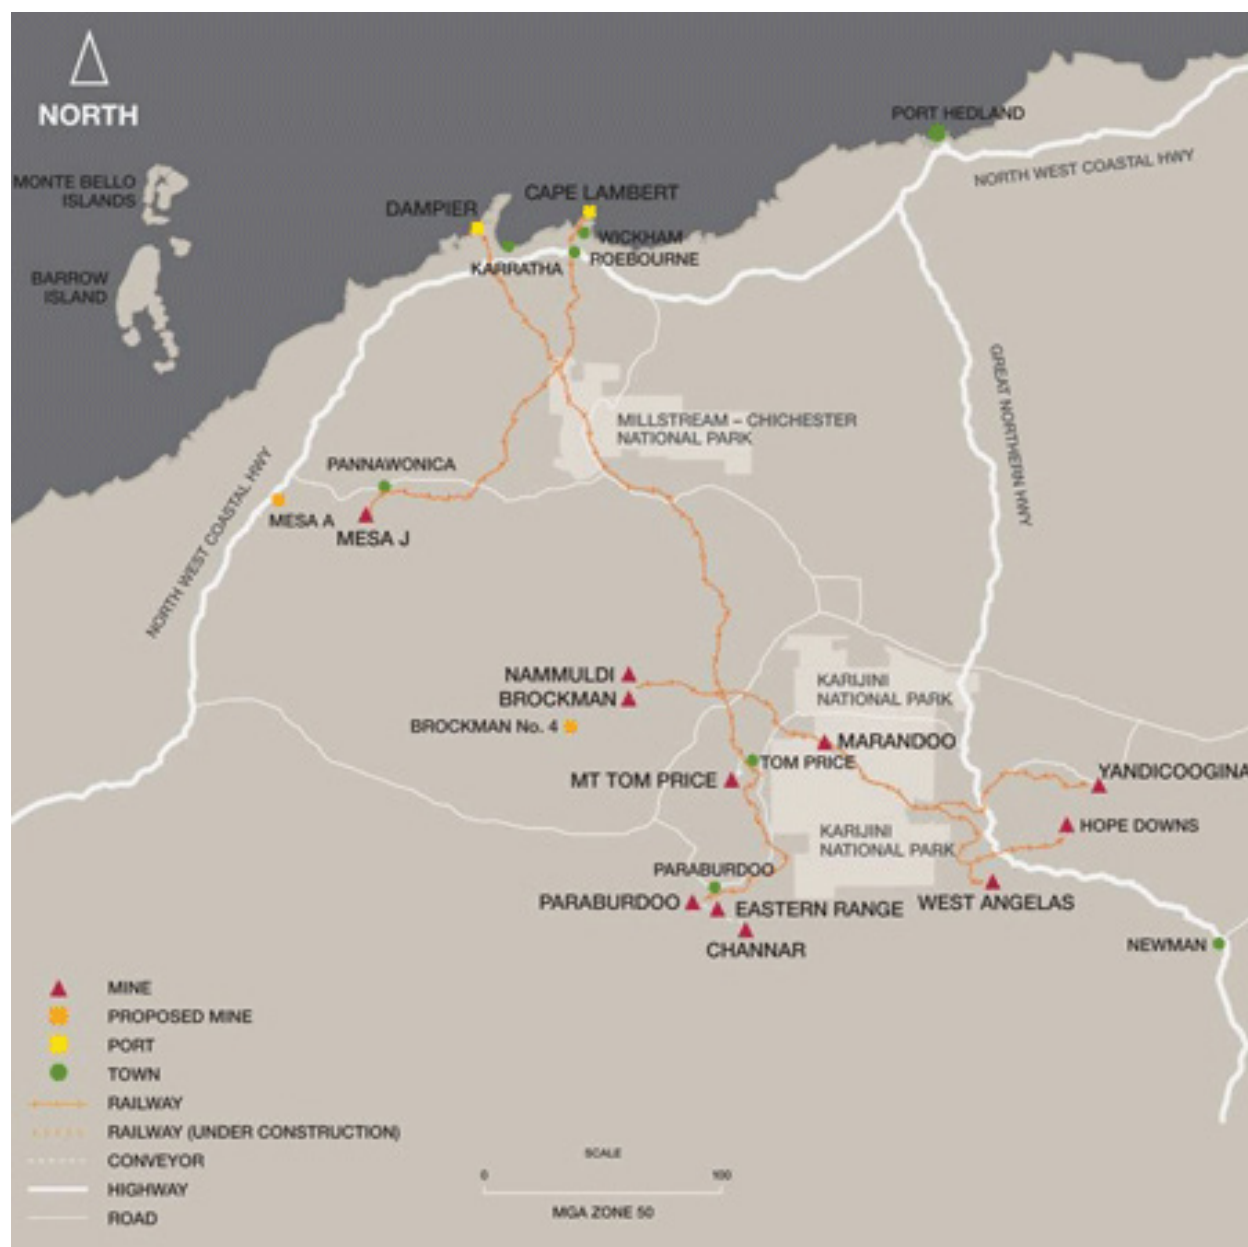 NORTH
PORT HEDLAND
NORTH WEST COASTAL HWY
MONTE BELLO
ISLANDS
CAPE LAMBERT
DAMPIER
WICKHAM
ROEBOURNE
KARRATHA
BARROW
ISLAND
GREAT NORTHERN HWY
MILLSTREAM – CHICHESTER
NATIONAL PARK
PANNAWONICA
NORTH WEST COASTAL HWY
MESA A
MESA J
NAMMULDI
BROCKMAN
BROCKMAN No. 4
KARIJINI
NATIONAL PARK
MARANDOO
TOM PRICE
MT TOM PRICE
YANDICOOGINA
HOPE DOWNS
KARIJINI
NATIONAL PARK
PARABURDOO
PARABURDOO
EASTERN RANGE
WEST ANGELAS
CHANNAR
NEWMAN
MINE
PROPOSED MINE
PORT
TOWN
RAILWAY
RAILWAY (UNDER CONSTRUCTION)
CONVEYOR
HIGHWAY
ROAD
SCALE
0 100
MGA ZONE 50